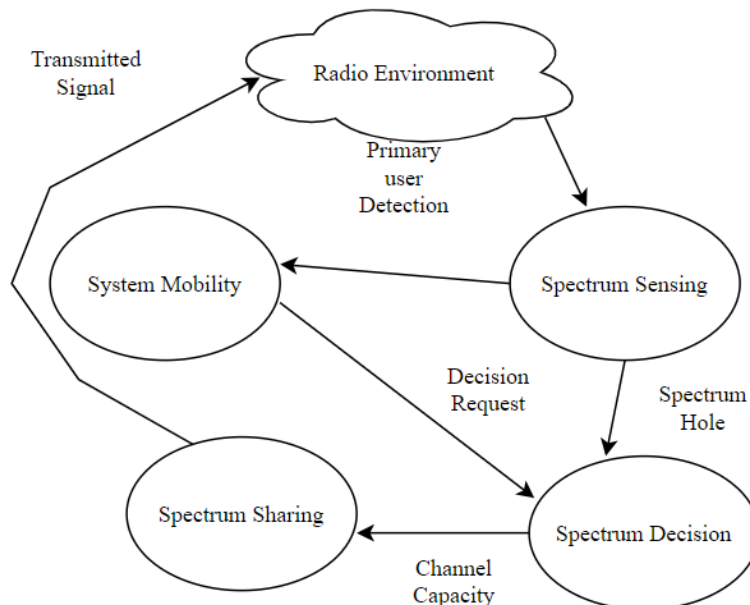 Transmitted
Signal
Radio Environment
Primary
user
Detection
System Mobility
Spectrum Sensing
Decision
Request
Spectrum
Hole
Spectrum Sharing
Spectrum Decision
Channel
Capacity